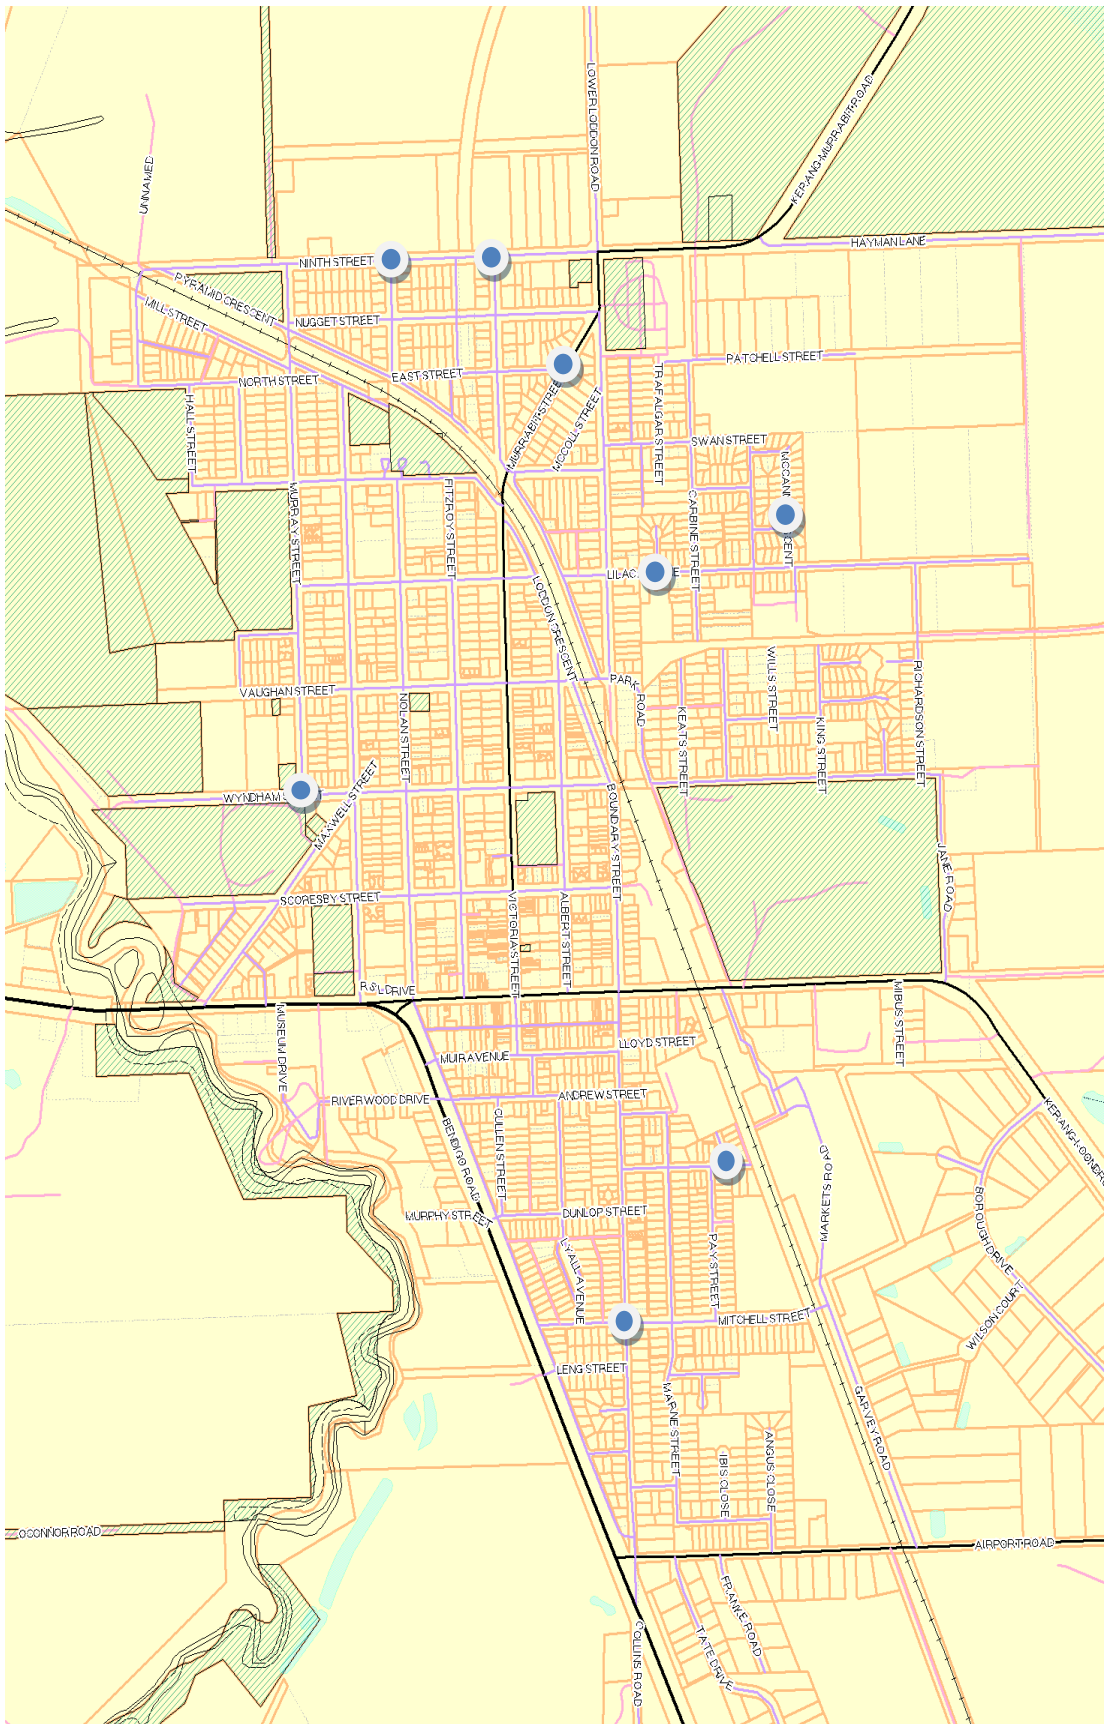 LOWER LODDON ROAD
KERANG-MURRABIT ROAD
UNNAMED
HAYMAN LANE
NINTH STREET
PYRAMID CRESCENT
MILL STREET
NUGGET STREET
PATCHELL STREET
NORTH STREET
EAST STREET
TRAFALGAR STREET
HALL STREET
MURRABIT STREE
MCCOLL STREET
SWAN STREET
MCCAN
CENT
MURRAY STREET
FITZROY STREET
CARBINE STREET
LILAC
E
LODDON CRESCENT
VAUGHAN STREET
PARK ROAD
WILLS STREET
RICHARDSON STREET
NOLAN STREET
KEATS STREET
KING STREET
WYNDHAM
MAXWELL STREET
BOUNDARY STREET
JANE ROAD
SCORESBY STREET
VICTORIA STREET
ALBERT STREET
RSL DRIVE
MIBUS STREET
MUSEUM DRIVE
LLOYD STREET
MUIR AVENUE
RIVERWOOD DRIVE
ANDREW STREET
CULLEN STREET
BENDIGO ROAD
KERANG-KOONDR
MARKETS ROAD
BOROUGH DRIVE
MURPHY STREET
DUNLOP STREET
LYALL AVENUE
PAY STREET
MITCHELL STREET
WILSON COURT
LENG STREET
MARNE STREET
GARVEY ROAD
IBIS CLOSE
ANGUS CLOSE
OCONNOR ROAD
AIRPORT ROAD
FRANKE ROAD
TATE DRIVE
COLLINS ROAD